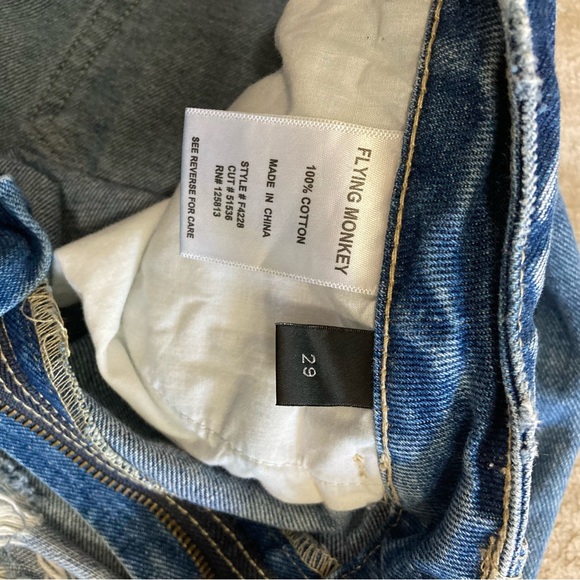 FLYING MONKEY
100% COTTON
MADE IN CHINA
STYLE # F4228
CUT # 51536
RN# 125813
SEE REVERSE FOR CARE
29